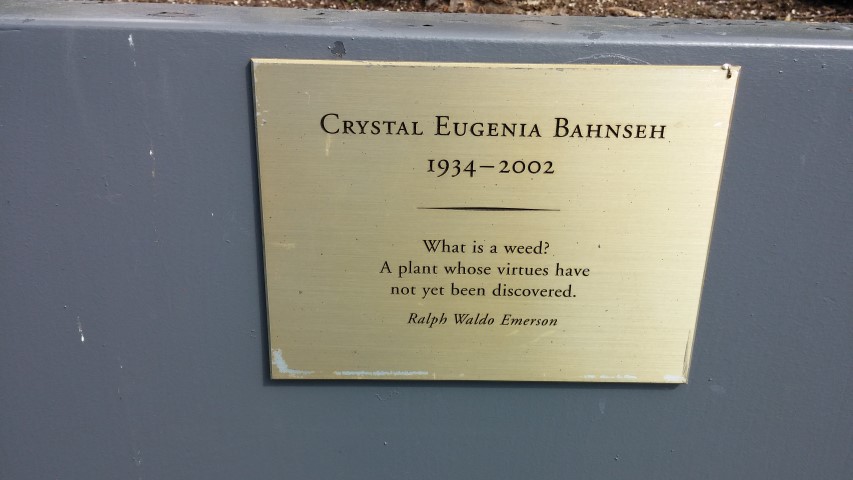 Crystal Eugenia Bahnseh
1934–2002
What is a weed?
A plant whose virtues have
not yet been discovered.
Ralph Waldo Emerson